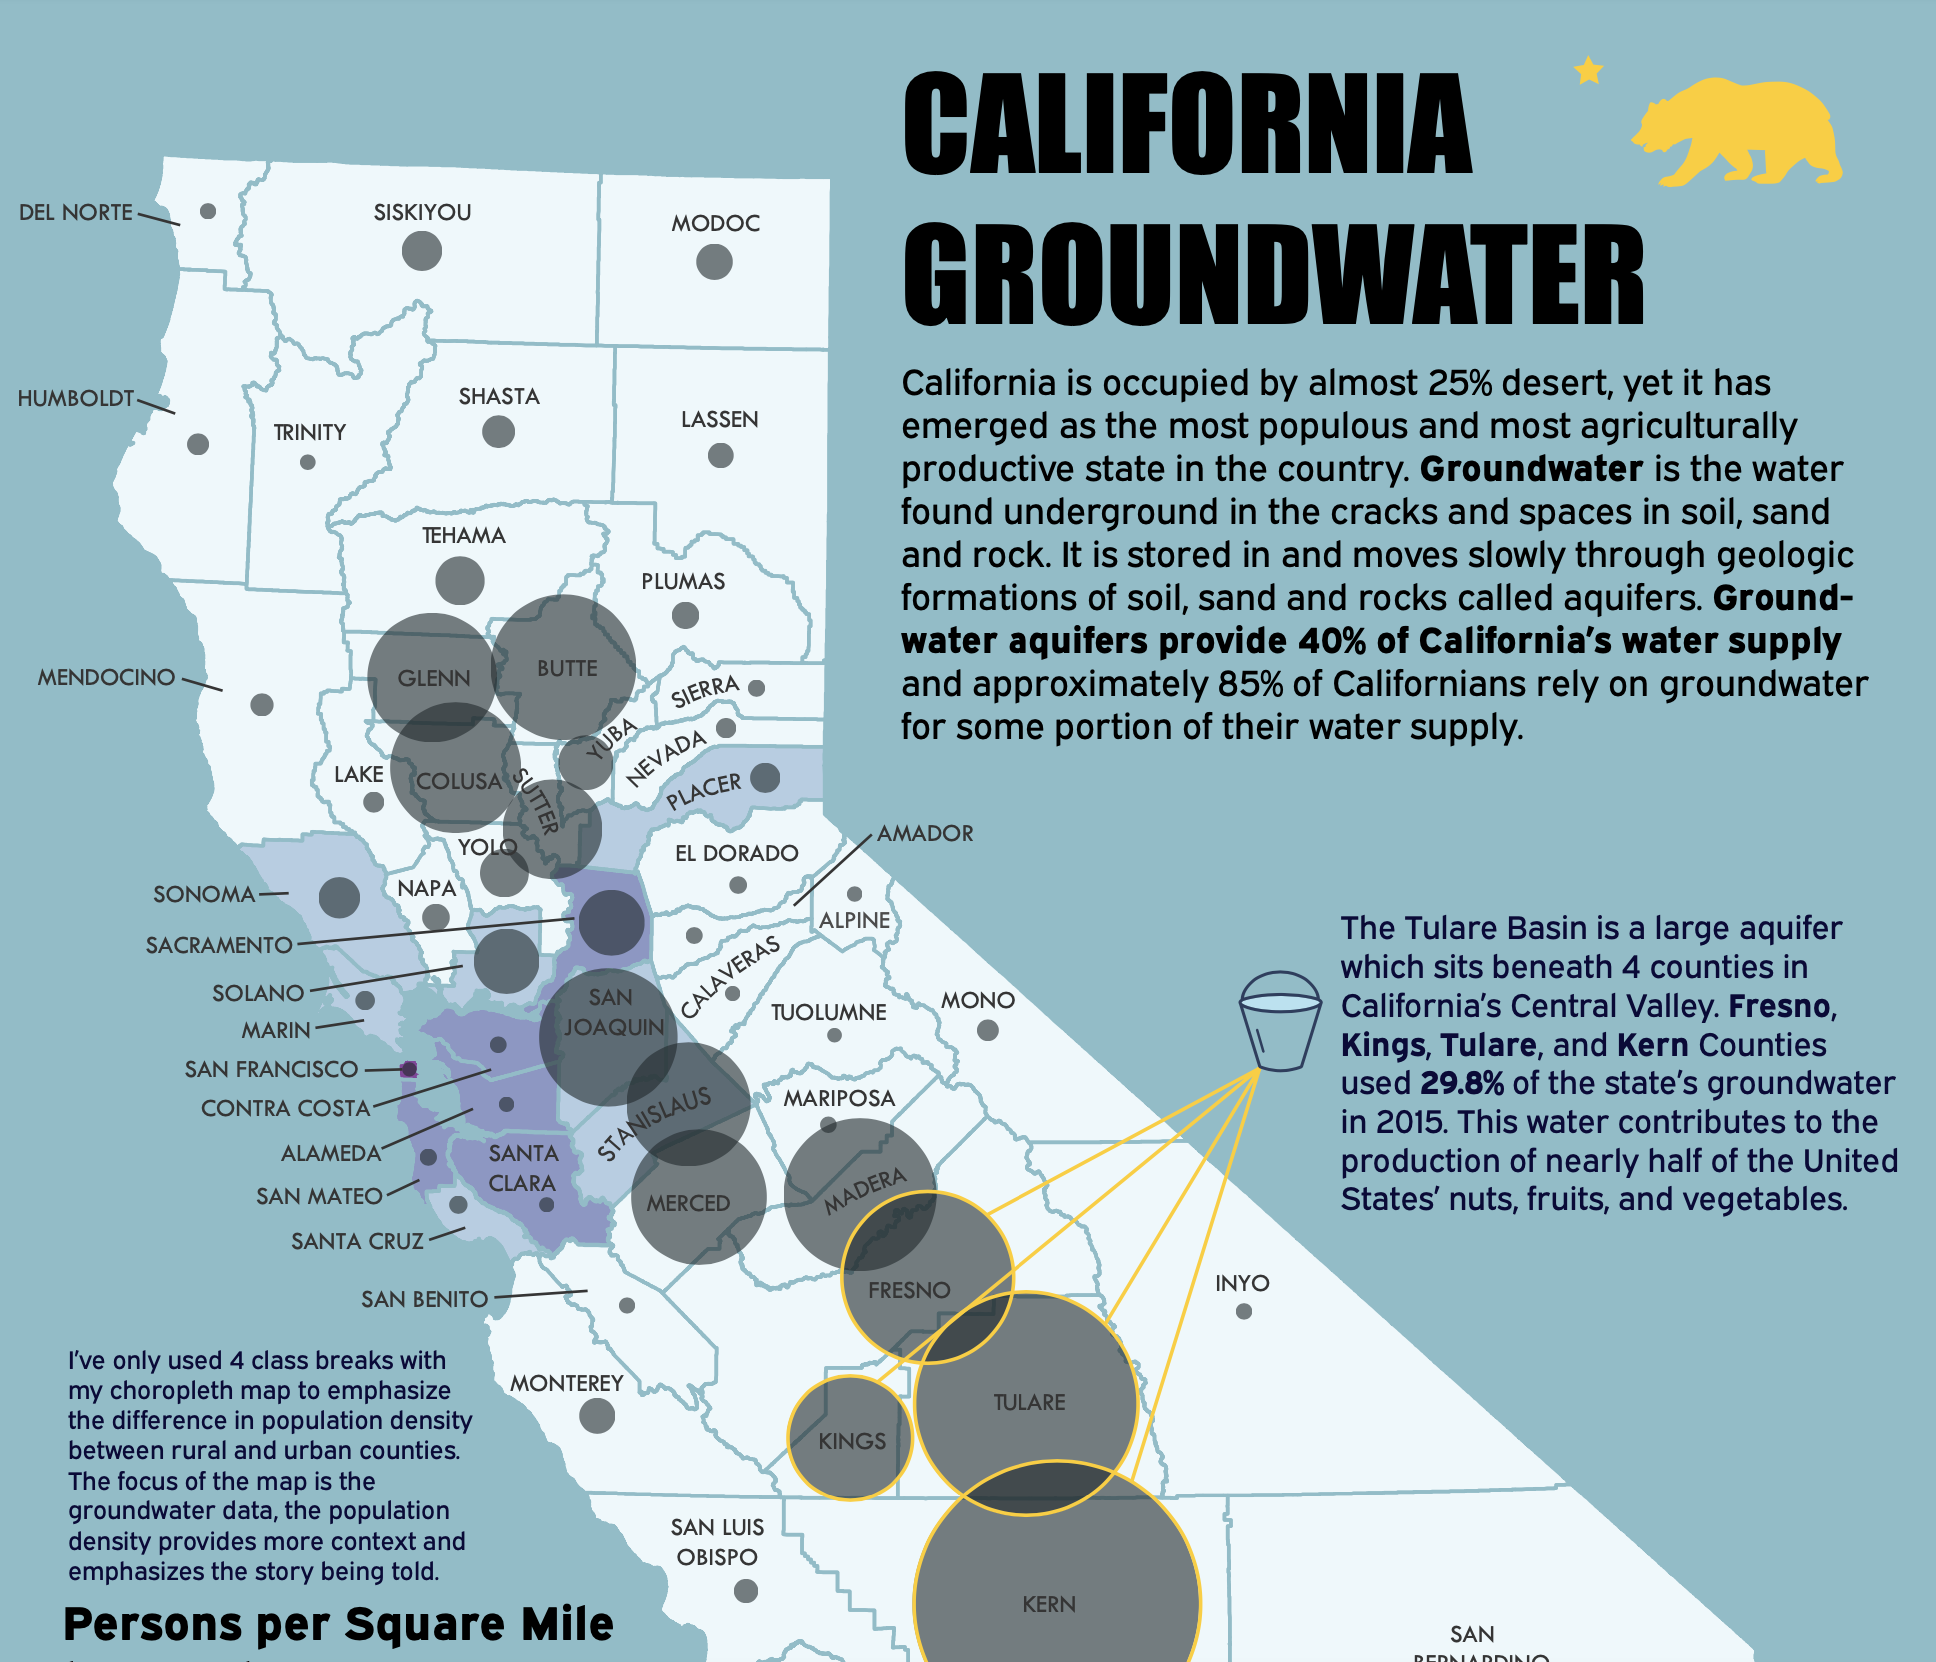 CALIFORNIA
GROUNDWATER
California is occupied by almost 25% desert, yet it has
emerged as the most populous and most agriculturally
productive state in the country. Groundwater is the water
found underground in the cracks and spaces in soil, sand
and rock. It is stored in and moves slowly through geologic
formations of soil, sand and rocks called aquifers. Ground-
water aquifers provide 40% of California's water supply
and approximately 85% of Californians rely on groundwater
for some portion of their water supply.
DEL NORTE
SISKIYOU
MODOC
HUMBOLDT
TRINITY
SHASTA
LASSEN
TEHAMA
PLUMAS
MENDOCINO
GLENN
BUTTE
SIERRA
YUBA
NEVADA
LAKE
COLUSA
SUTTER
PLACER
AMADOR
YOLO
EL DORADO
SONOMA
NAPA
ALPINE
SACRAMENTO
CALAVERAS
SOLANO
SAN
JOAQUIN
TUOLUMNE
MONO
MARIN
SAN FRANCISCO
CONTRA COSTA
STANISLAUS
MARIPOSA
ALAMEDA
SANTA
CLARA
SAN MATEO
MERCED
MADERA
SANTA CRUZ
SAN BENITO
FRESNO
INYO
MONTEREY
KINGS
TULARE
SAN LUIS
OBISPO
KERN
SAN
BERNARDINO
The Tulare Basin is a large aquifer
which sits beneath 4 counties in
California's Central Valley. Fresno,
Kings, Tulare, and Kern Counties
used 29.8% of the state's groundwater
in 2015. This water contributes to the
production of nearly half of the United
States' nuts, fruits, and vegetables.
I've only used 4 class breaks with
my choropleth map to emphasize
the difference in population density
between rural and urban counties.
The focus of the map is the
groundwater data, the population
density provides more context and
emphasizes the story being told.
Persons per Square Mile